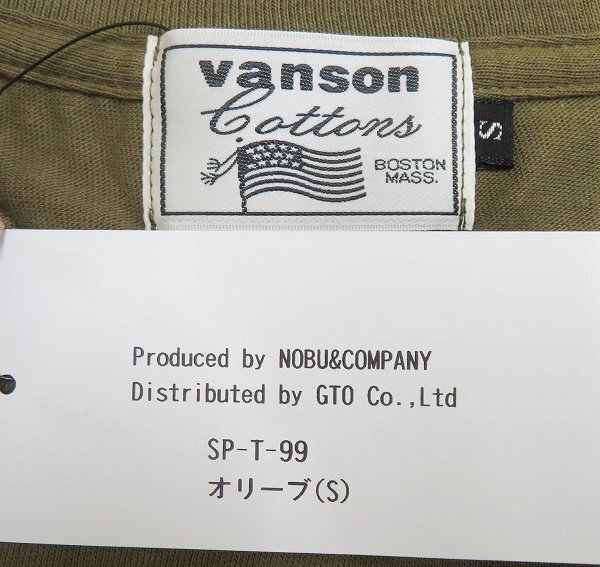 vanson
Cottons
BOSTON
MASS.
S
Produced by NOBU&COMPANY
Distributed by GTO Co.,Ltd
SP-T-99
オリーブ(S)